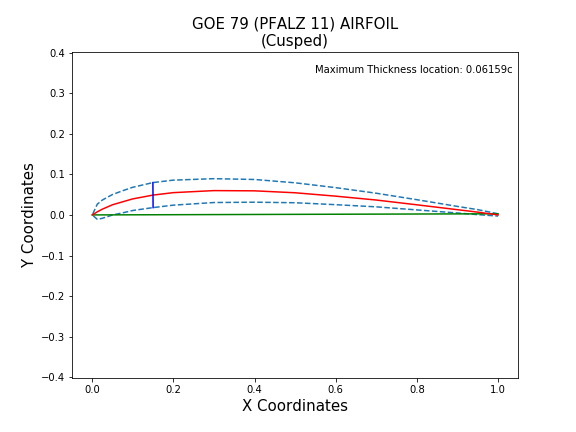 GOE 79 (PFALZ 11) AIRFOIL
(Cusped)
Maximum Thickness location: 0.06159c
Y Coordinates
0.4
0.3
0.2
0.1
0.0
−0.1
−0.2
−0.3
−0.4
0.0 0.2 0.4 0.6 0.8 1.0
X Coordinates